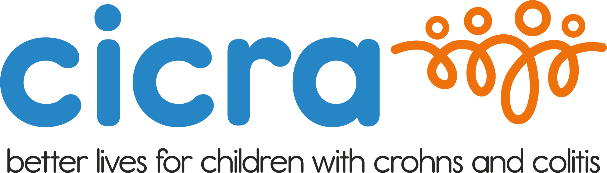 cicra
better lives for children with crohns and colitis